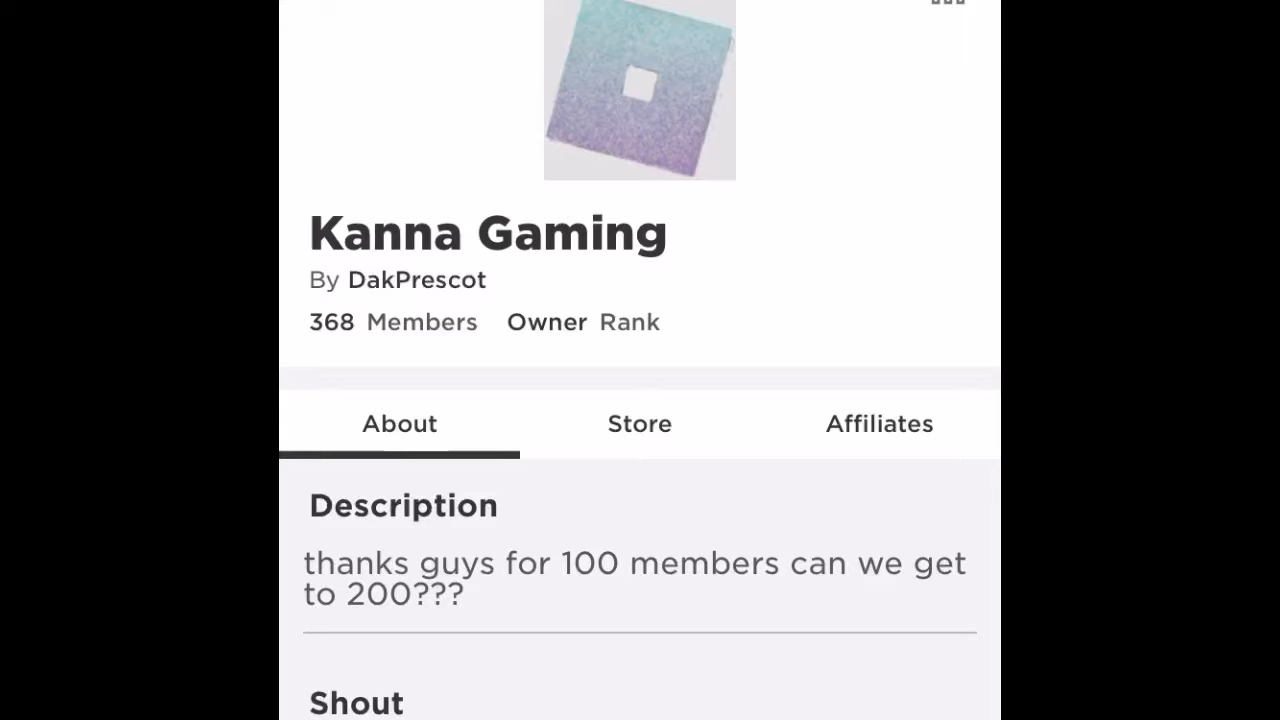 Kanna Gaming
By DakPrescot
368 Members Owner Rank
About Store Affiliates
Description
thanks guys for 100 members can we get
to 200???
Shout